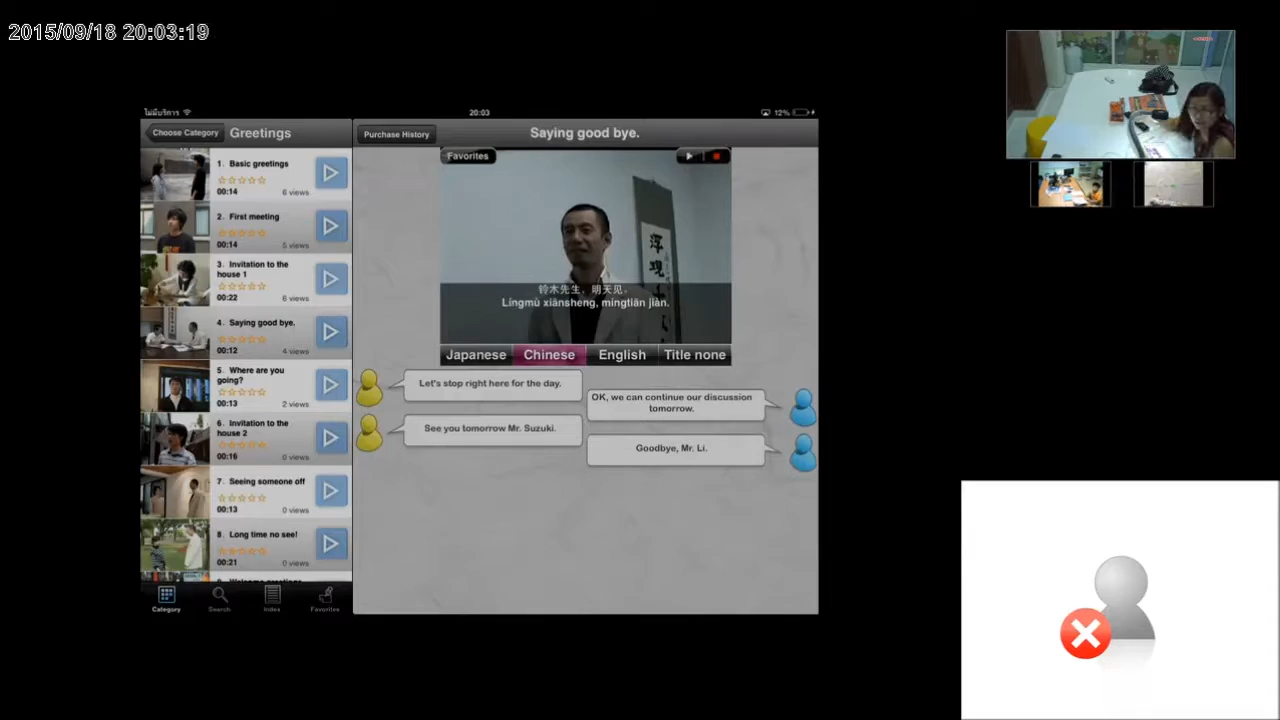 2015/09/18 20:03:19
ไม่มีบริการ
20:03
12%
Choose Category
Greetings
Purchase History
Saying good bye.
1. Basic greetings
00:14
6 views
2. First meeting
00:14
5 views
3. Invitation to the
house 1
00:22
6 views
4. Saying good bye.
00:12
4 views
5. Where are you
going?
00:13
2 views
6. Invitation to the
house 2
00:16
0 views
7. Seeing someone off
00:13
0 views
8. Long time no see!
00:21
0 views
Category
Search
Index
Favorites
Favorites
铃木先生，明天见。
Língmù xiānsheng, míngtiān jiàn.
Japanese
Chinese
English
Title none
Let's stop right here for the day.
OK, we can continue our discussion
tomorrow.
See you tomorrow Mr. Suzuki.
Goodbye, Mr. Li.